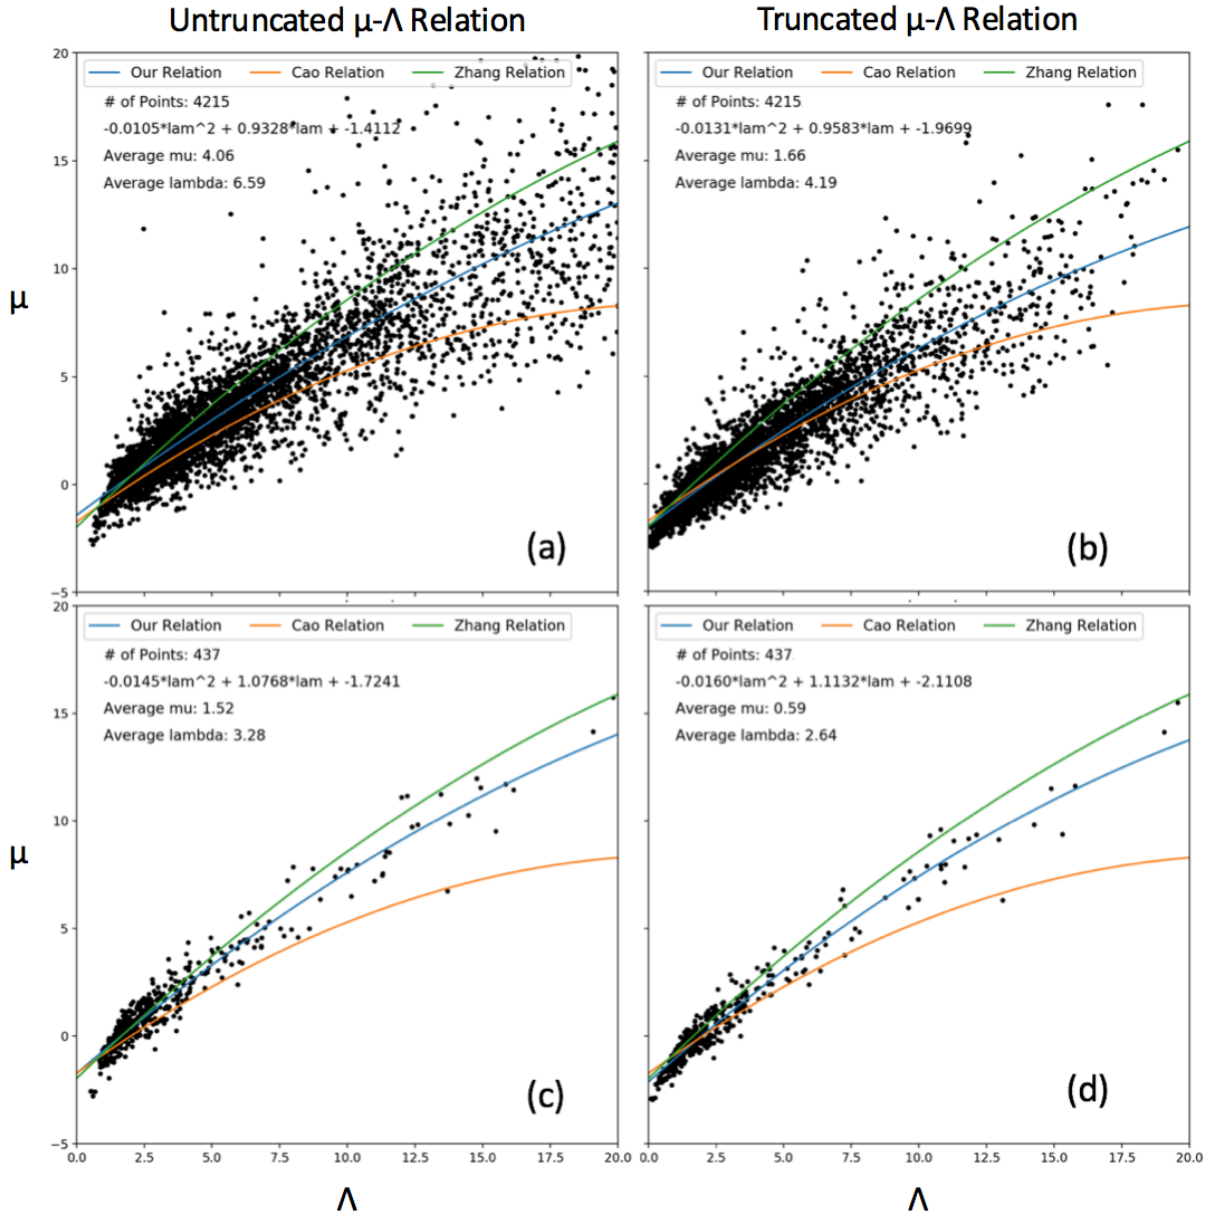 Untruncated μ-Λ Relation
Truncated μ-Λ Relation
Our Relation Cao Relation Zhang Relation
# of Points: 4215
-0.0105*lam^2 + 0.9328*lam + -1.4112
Average mu: 4.06
Average lambda: 6.59
(a)
20
15
10
5
0
−5
μ
Our Relation Cao Relation Zhang Relation
# of Points: 4215
-0.0131*lam^2 + 0.9583*lam + -1.9699
Average mu: 1.66
Average lambda: 4.19
(b)
Our Relation Cao Relation Zhang Relation
# of Points: 437
-0.0145*lam^2 + 1.0768*lam + -1.7241
Average mu: 1.52
Average lambda: 3.28
(c)
20
15
10
5
0
−5
μ
0.0 2.5 5.0 7.5 10.0 12.5 15.0 17.5 20.0
Λ
Our Relation Cao Relation Zhang Relation
# of Points: 437
-0.0160*lam^2 + 1.1132*lam + -2.1108
Average mu: 0.59
Average lambda: 2.64
(d)
0.0 2.5 5.0 7.5 10.0 12.5 15.0 17.5 20.0
Λ